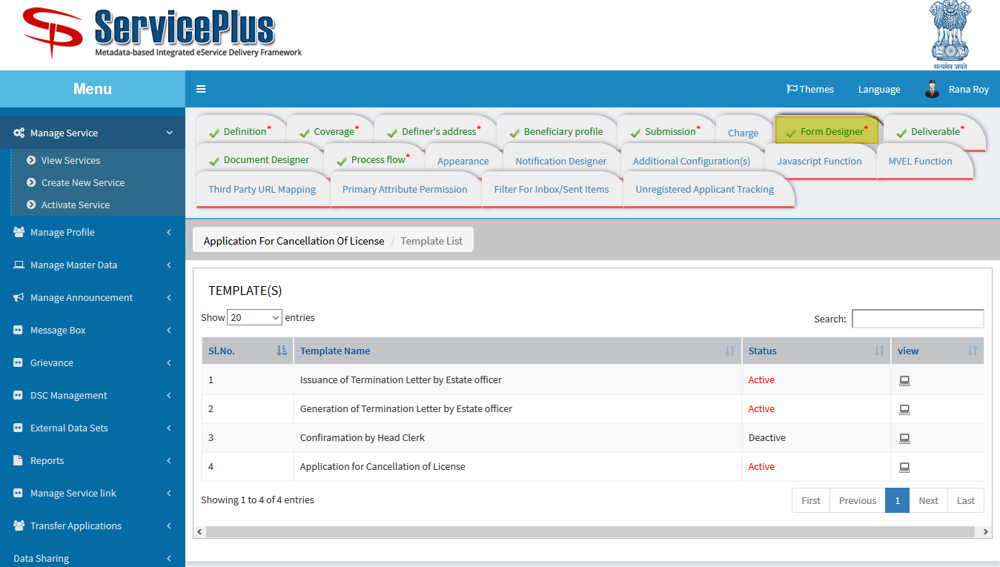 ServicePlus
Metadata-based Integrated eService Delivery Framework
सत्यमेव जयते
Menu
Themes Language Rana Roy
Manage Service
View Services
Create New Service
Activate Service
Manage Profile
Manage Master Data
Manage Announcement
Message Box
Grievance
DSC Management
External Data Sets
Reports
Manage Service link
Transfer Applications
Data Sharing
Definition* Coverage* Definer's address* Beneficiary profile Submission* Charge Form Designer* Deliverable*
Document Designer Process flow* Appearance Notification Designer Additional Configuration(s) Javascript Function MVEL Function
Third Party URL Mapping Primary Attribute Permission Filter For Inbox/Sent Items Unregistered Applicant Tracking
Application For Cancellation Of License / Template List
TEMPLATE(S)
Show 20 entries Search:
Sl.No. Template Name Status view
1 Issuance of Termination Letter by Estate officer Active
2 Generation of Termination Letter by Estate officer Active
3 Confiramation by Head Clerk Deactive
4 Application for Cancellation of License Active
Showing 1 to 4 of 4 entries First Previous 1 Next Last